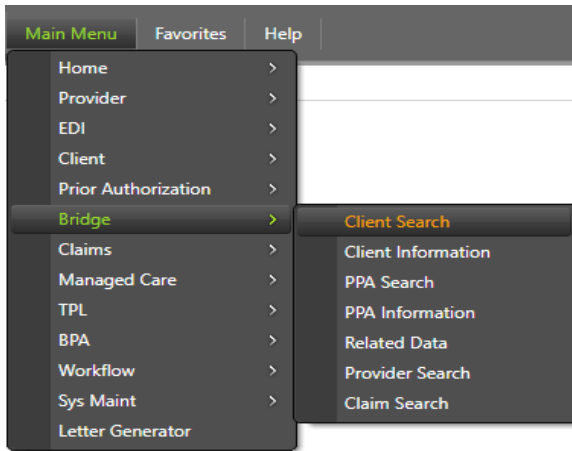 Main Menu Favorites Help
Home >
Provider >
EDI >
Client >
Prior Authorization >
Bridge >
Claims >
Managed Care >
TPL >
BPA >
Workflow >
Sys Maint >
Letter Generator
Client Search
Client Information
PPA Search
PPA Information
Related Data
Provider Search
Claim Search